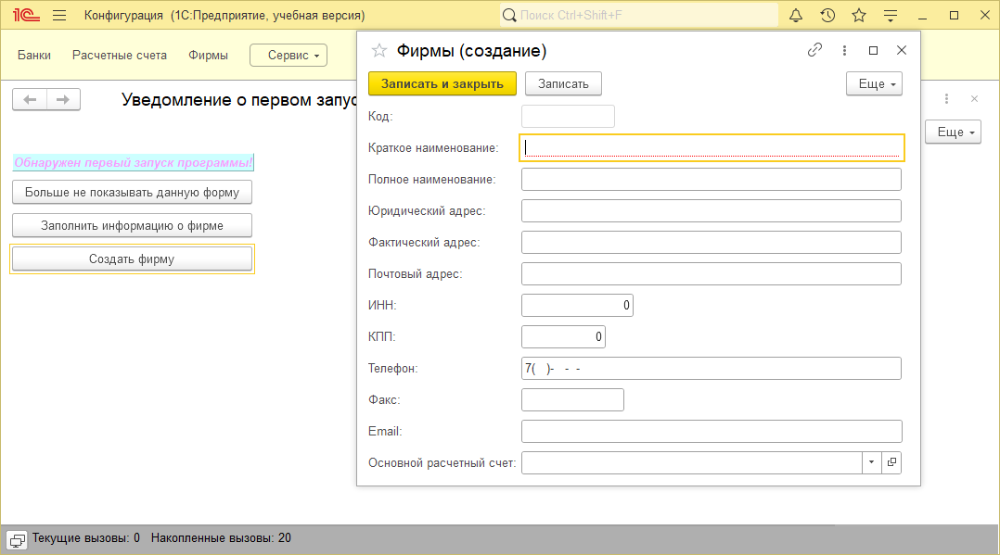 1С Конфигурация (1С:Предприятие, учебная версия) Поиск Ctrl+Shift+F
Банки Расчетные счета Фирмы Сервис
Уведомление о первом запус
Еще
Обнаружен первый запуск программы!
Больше не показывать данную форму
Заполнить информацию о фирме
Создать фирму
Фирмы (создание)
Записать и закрыть Записать Еще
Код:
Краткое наименование:
Полное наименование:
Юридический адрес:
Фактический адрес:
Почтовый адрес:
ИНН: 0
КПП: 0
Телефон: 7( )- - -
Факс:
Email:
Основной расчетный счет:
Текущие вызовы: 0 Накопленные вызовы: 20